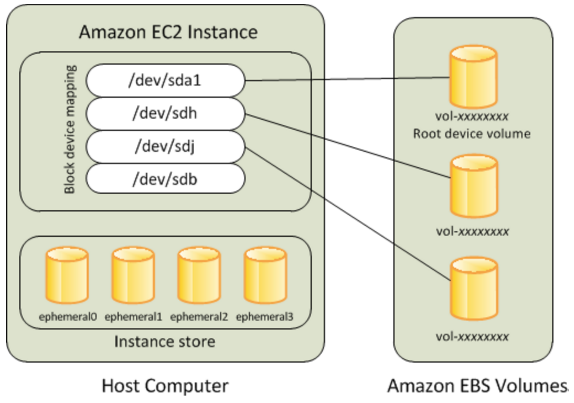 Amazon EC2 Instance
Block device mapping
/dev/sda1
/dev/sdh
/dev/sdj
/dev/sdb
ephemeral0 ephemeral1 ephemeral2 ephemeral3
Instance store
Host Computer
vol-xxxxxxxx
Root device volume
vol-xxxxxxxx
vol-xxxxxxxx
Amazon EBS Volumes